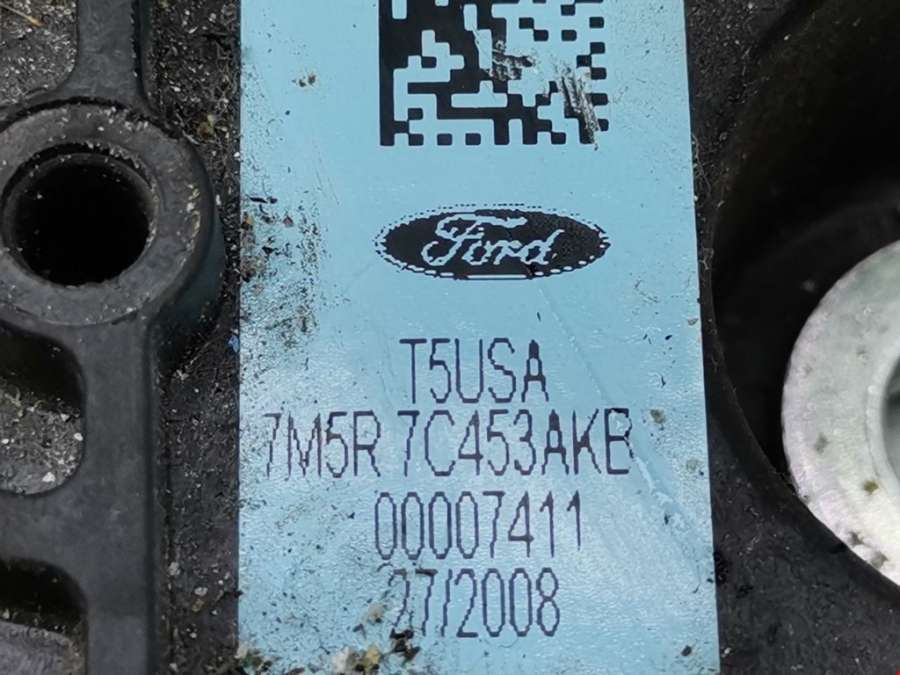 Ford
T5USA
7M5R 7C453AKB
00007411
27/2008